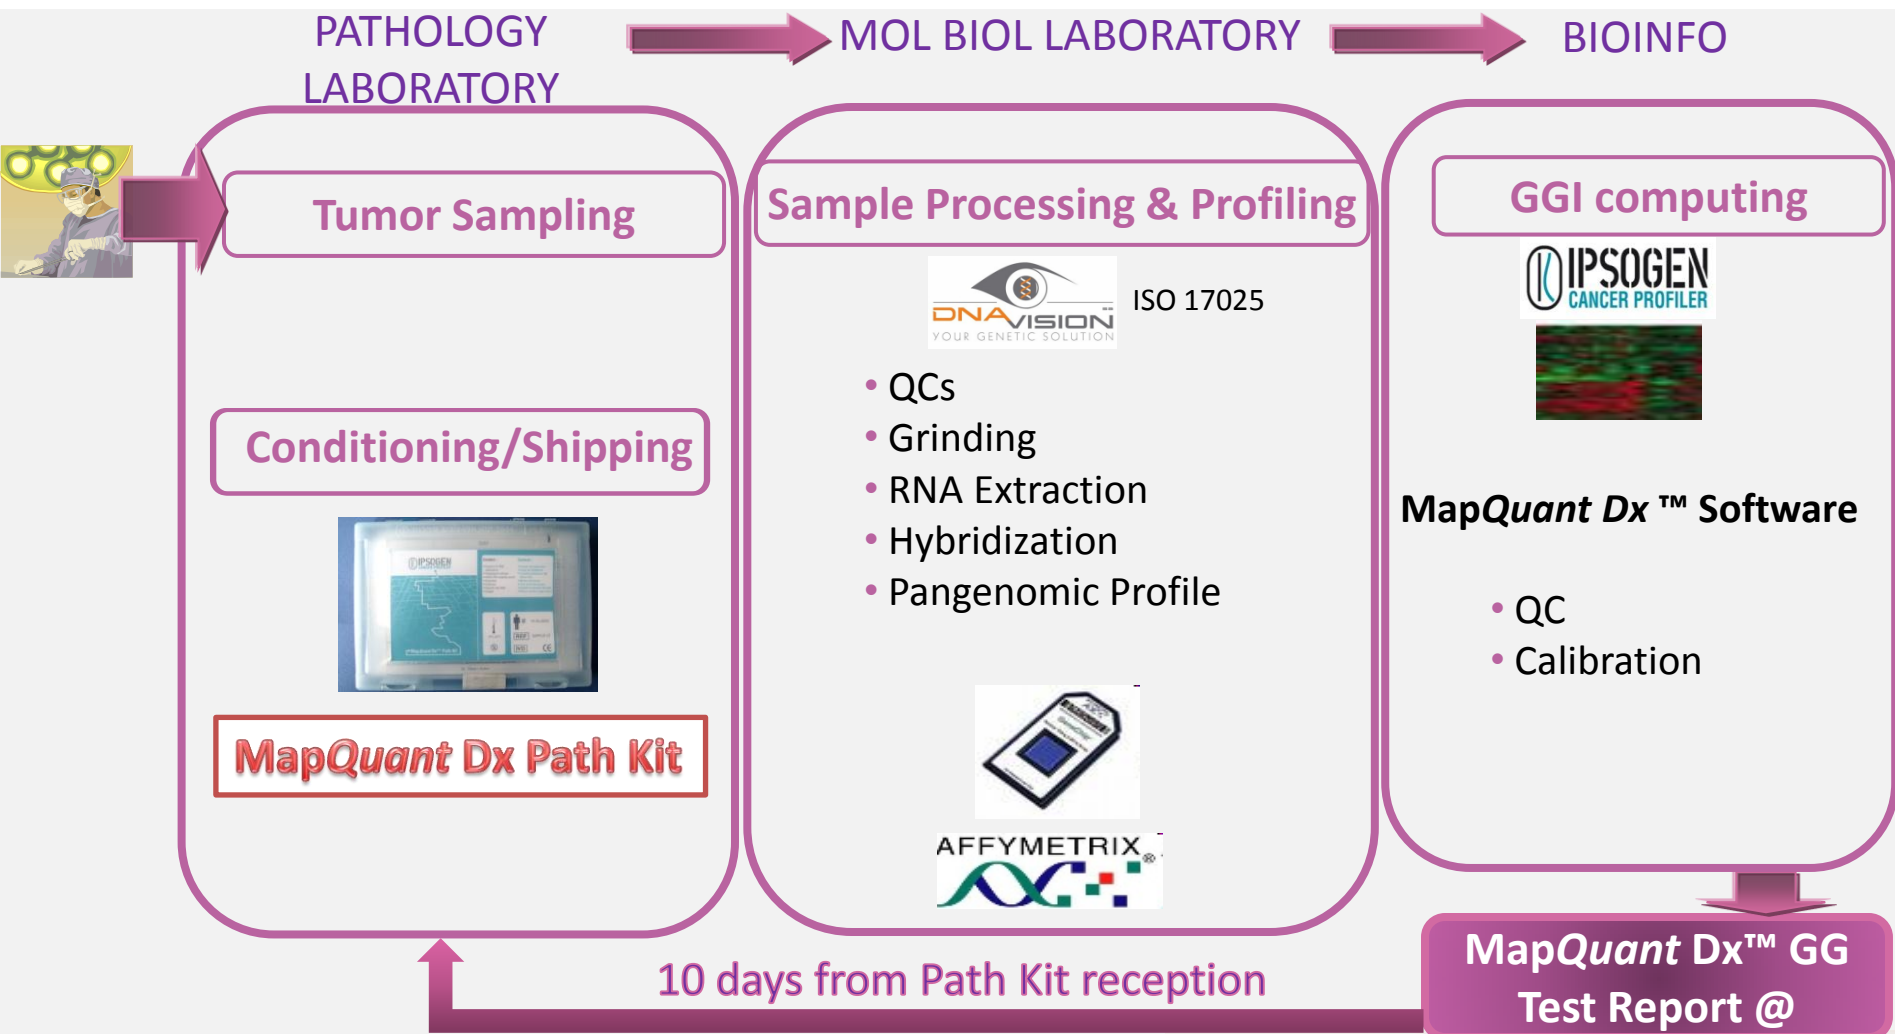 PATHOLOGY
LABORATORY
MOL BIOL LABORATORY
BIOINFO
Tumor Sampling
Conditioning/Shipping
IPSOGEN
MapQuant Dx Path Kit
Sample Processing & Profiling
DNAVISION
YOUR GENETIC SOLUTION
ISO 17025
• QCs
• Grinding
• RNA Extraction
• Hybridization
• Pangenomic Profile
AFFYMETRIX®
GGI computing
IPSOGEN
CANCER PROFILER
MapQuant Dx ™ Software
• QC
• Calibration
MapQuant Dx™ GG
Test Report @
10 days from Path Kit reception